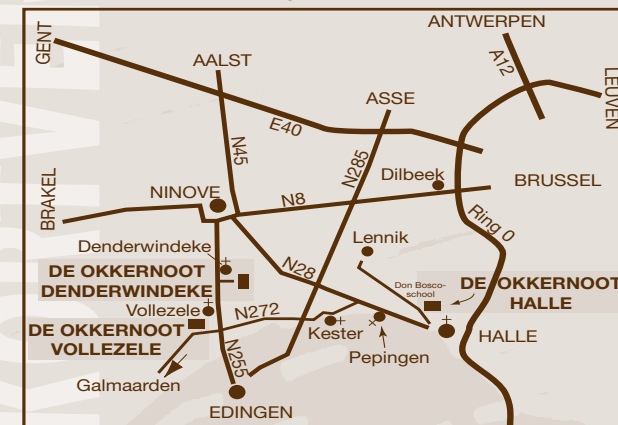 ANTWERPEN
GENT
A12
AALST
LEUVEN
ASSE
E40
N45
N285
Dilbeek
BRUSSEL
BRAKEL
NINOVE
N8
Ring 0
Denderwindeke
Lennik
DE OKKERNOOT
DENDERWINDEKE
N28
Don Bosco-
school
DE OKKERNOOT
HALLE
Vollezele
N272
DE OKKERNOOT
VOLLEZELE
Kester
HALLE
N255
Pepingen
Galmaarden
EDINGEN